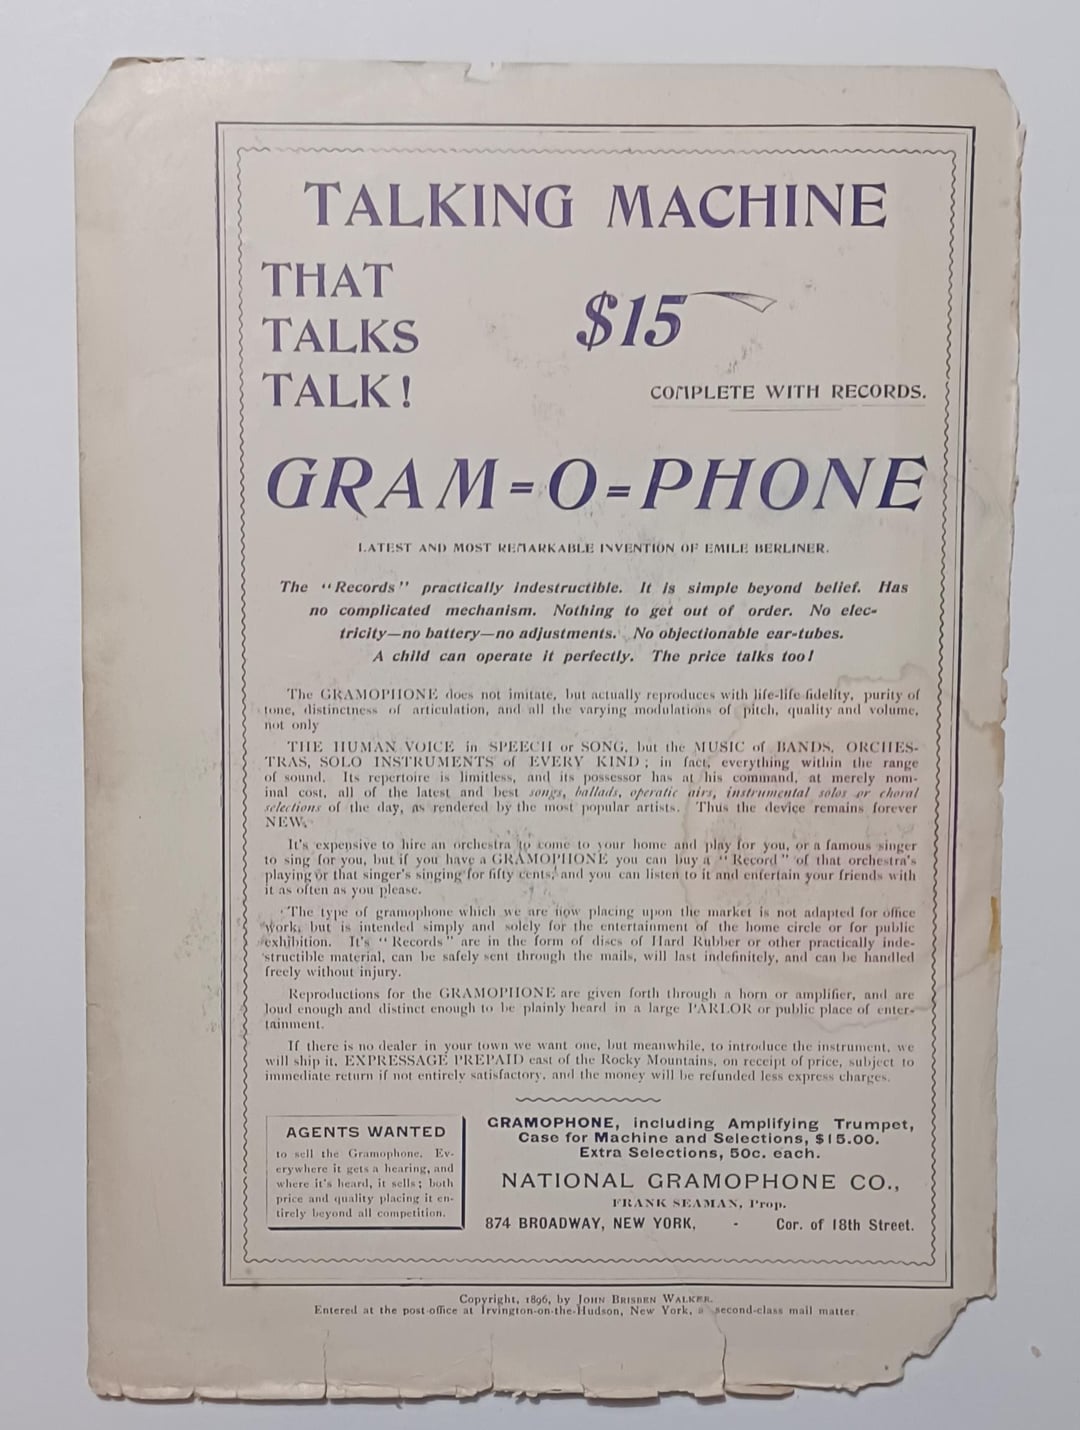 TALKING MACHINE
THAT
TALKS
TALK!
$15
COMPLETE WITH RECORDS.
GRAM=O=PHONE
LATEST AND MOST REMARKABLE INVENTION OF EMILE BERLINER.
The "Records" practically indestructible. It is simple beyond belief. Has
no complicated mechanism. Nothing to get out of order. No elec-
tricity—no battery—no adjustments. No objectionable ear-tubes.
A child can operate it perfectly. The price talks too!
The GRAMOPHONE does not imitate, but actually reproduces with life-life fidelity, purity of
tone, distinctness of articulation, and all the varying modulations of pitch, quality and volume,
not only
THE HUMAN VOICE in SPEECH or SONG, but the MUSIC of BANDS, ORCHES-
TRAS, SOLO INSTRUMENTS of EVERY KIND; in fact, everything within the range
of sound. Its repertoire is limitless, and its possessor has at his command, at merely nom-
inal cost, all of the latest and best songs, ballads, operatic airs, instrumental solos or choral
selections of the day, as rendered by the most popular artists. Thus the device remains forever
NEW.
It's expensive to hire an orchestra to come to your home and play for you, or a famous singer
to sing for you, but if you have a GRAMOPHONE you can buy a "Record" of that orchestra's
playing or that singer's singing for fifty cents, and you can listen to it and entertain your friends with
it as often as you please.
The type of gramophone which we are now placing upon the market is not adapted for office
work, but is intended simply and solely for the entertainment of the home circle or for public
exhibition. It's "Records" are in the form of discs of Hard Rubber or other practically inde-
structible material, can be safely sent through the mails, will last indefinitely, and can be handled
freely without injury.
Reproductions for the GRAMOPHONE are given forth through a horn or amplifier, and are
loud enough and distinct enough to be plainly heard in a large PARLOR or public place of enter-
tainment.
If there is no dealer in your town we want one, but meanwhile, to introduce the instrument, we
will ship it, EXPRESSAGE PREPAID east of the Rocky Mountains, on receipt of price, subject to
immediate return if not entirely satisfactory, and the money will be refunded less express charges.
AGENTS WANTED
to sell the Gramophone. Ev-
erywhere it gets a hearing, and
where it's heard, it sells; both
price and quality placing it en-
tirely beyond all competition.
GRAMOPHONE, including Amplifying Trumpet,
Case for Machine and Selections, $15.00.
Extra Selections, 50c. each.
NATIONAL GRAMOPHONE CO.,
FRANK SEAMAN, Prop.
874 BROADWAY, NEW YORK, - Cor. of 18th Street.
Copyright, 1896, by JOHN BRISBEN WALKER.
Entered at the post-office at Irvington-on-the-Hudson, New York, a second-class mail matter